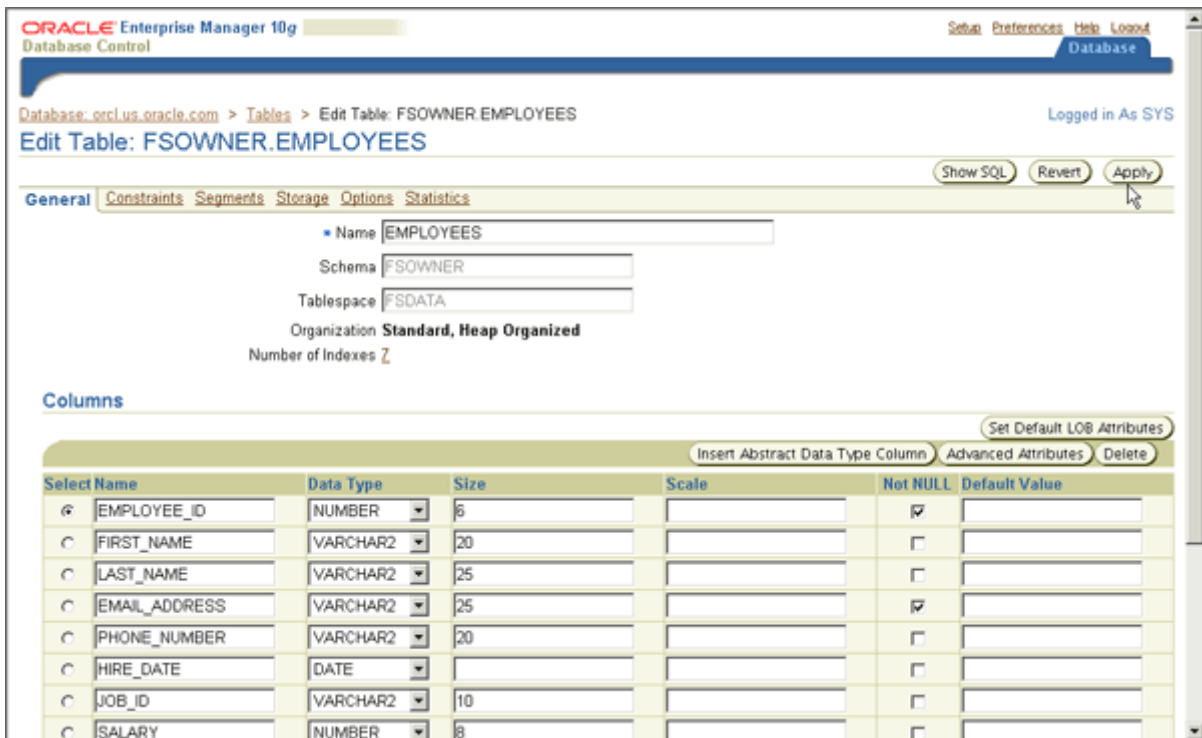 ORACLE Enterprise Manager 10g
Database Control
Setup Preferences Help Logout
Database
Database: orcl.us.oracle.com > Tables > Edit Table: FSOWNER.EMPLOYEES
Logged in As SYS
Edit Table: FSOWNER.EMPLOYEES
Show SQL Revert Apply
General Constraints Segments Storage Options Statistics
Name EMPLOYEES
Schema FSOWNER
Tablespace FSDATA
Organization Standard, Heap Organized
Number of Indexes 7
Columns
Set Default LOB Attributes
Insert Abstract Data Type Column Advanced Attributes Delete
Select Name Data Type Size Scale Not NULL Default Value
EMPLOYEE_ID NUMBER 6
FIRST_NAME VARCHAR2 20
LAST_NAME VARCHAR2 25
EMAIL_ADDRESS VARCHAR2 25
PHONE_NUMBER VARCHAR2 20
HIRE_DATE DATE
JOB_ID VARCHAR2 10
SALARY NUMBER 8